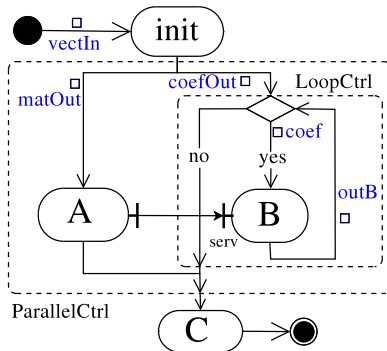 init
vectIn
coefOut
LoopCtrl
matOut
coef
no
yes
outB
A
B
serv
ParallelCtrl
C